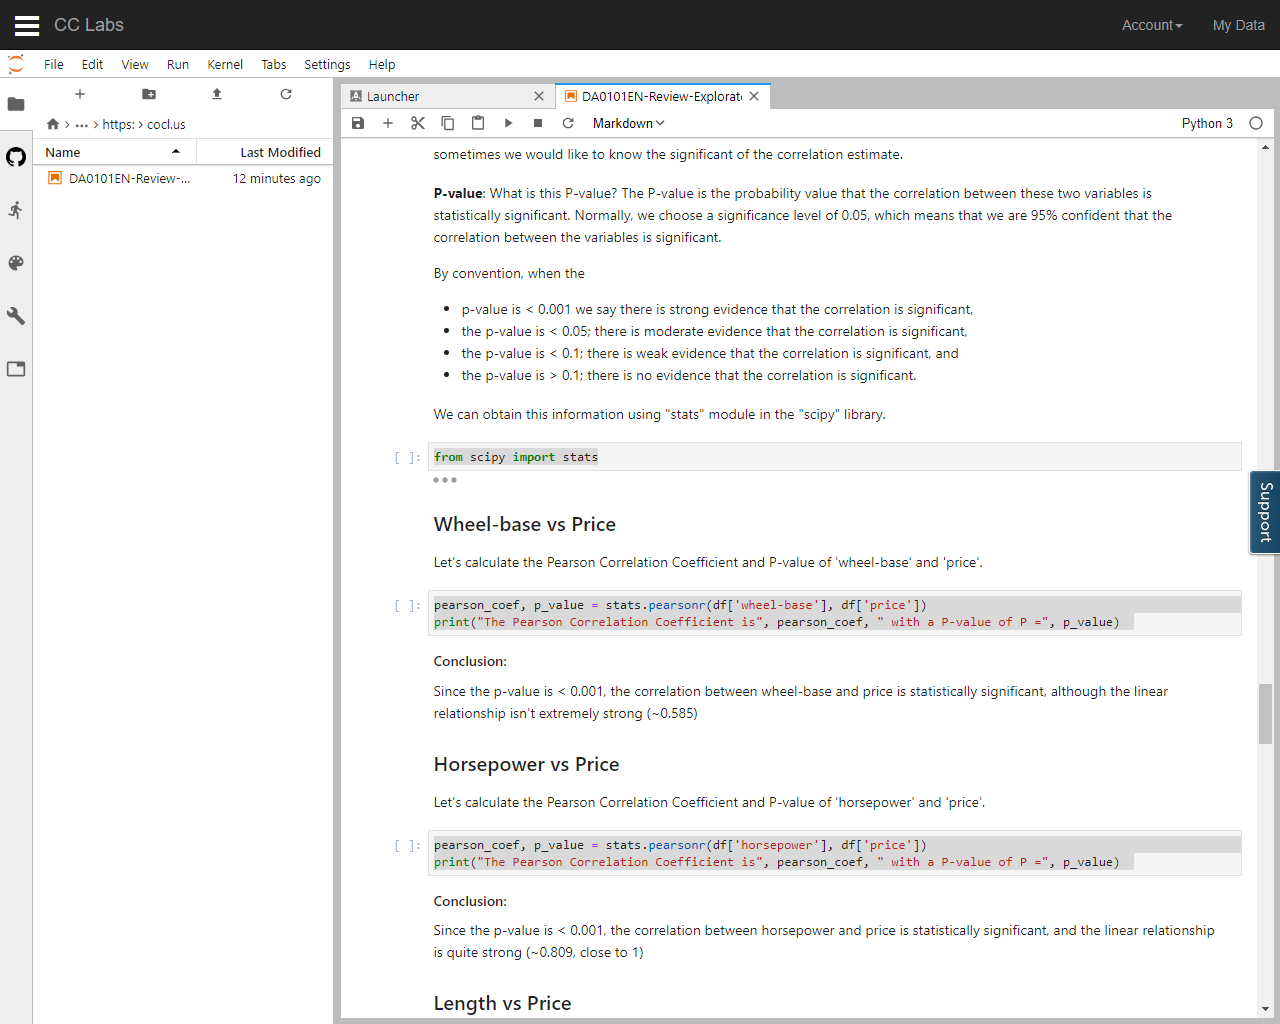 CC Labs
Account
My Data
File Edit View Run Kernel Tabs Settings Help
Launcher
DA0101EN-Review-Explorat
Markdown
Python 3
... https: cocl.us
Name Last Modified
DA0101EN-Review-... 12 minutes ago
sometimes we would like to know the significant of the correlation estimate.
P-value: What is this P-value? The P-value is the probability value that the correlation between these two variables is
statistically significant. Normally, we choose a significance level of 0.05, which means that we are 95% confident that the
correlation between the variables is significant.
By convention, when the
• p-value is < 0.001 we say there is strong evidence that the correlation is significant,
• the p-value is < 0.05; there is moderate evidence that the correlation is significant,
• the p-value is < 0.1; there is weak evidence that the correlation is significant, and
• the p-value is > 0.1; there is no evidence that the correlation is significant.
We can obtain this information using "stats" module in the "scipy" library.
[ ]: from scipy import stats
Wheel-base vs Price
Let's calculate the Pearson Correlation Coefficient and P-value of 'wheel-base' and 'price'.
[ ]: pearson_coef, p_value = stats.pearsonr(df['wheel-base'], df['price'])
print("The Pearson Correlation Coefficient is", pearson_coef, " with a P-value of P =", p_value)
Conclusion:
Since the p-value is < 0.001, the correlation between wheel-base and price is statistically significant, although the linear
relationship isn't extremely strong (~0.585)
Horsepower vs Price
Let's calculate the Pearson Correlation Coefficient and P-value of 'horsepower' and 'price'.
[ ]: pearson_coef, p_value = stats.pearsonr(df['horsepower'], df['price'])
print("The Pearson Correlation Coefficient is", pearson_coef, " with a P-value of P =", p_value)
Conclusion:
Since the p-value is < 0.001, the correlation between horsepower and price is statistically significant, and the linear relationship
is quite strong (~0.809, close to 1)
Length vs Price
Support